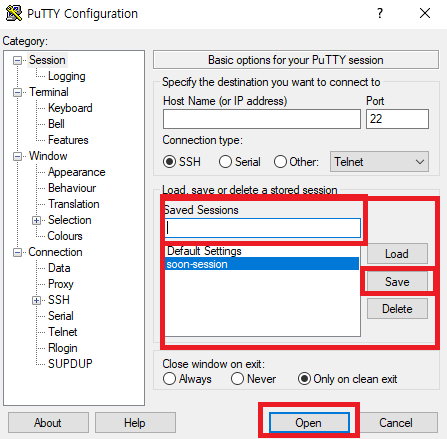 PuTTY Configuration
Category:
Session
Logging
Terminal
Keyboard
Bell
Features
Window
Appearance
Behaviour
Translation
Selection
Colours
Connection
Data
Proxy
SSH
Serial
Telnet
Rlogin
SUPDUP
Basic options for your PuTTY session
Specify the destination you want to connect to
Host Name (or IP address) Port
22
Connection type:
SSH Serial Other: Telnet
Load, save or delete a stored session
Saved Sessions
Default Settings
soon-session
Load
Save
Delete
Close window on exit:
Always Never Only on clean exit
About Help Open Cancel